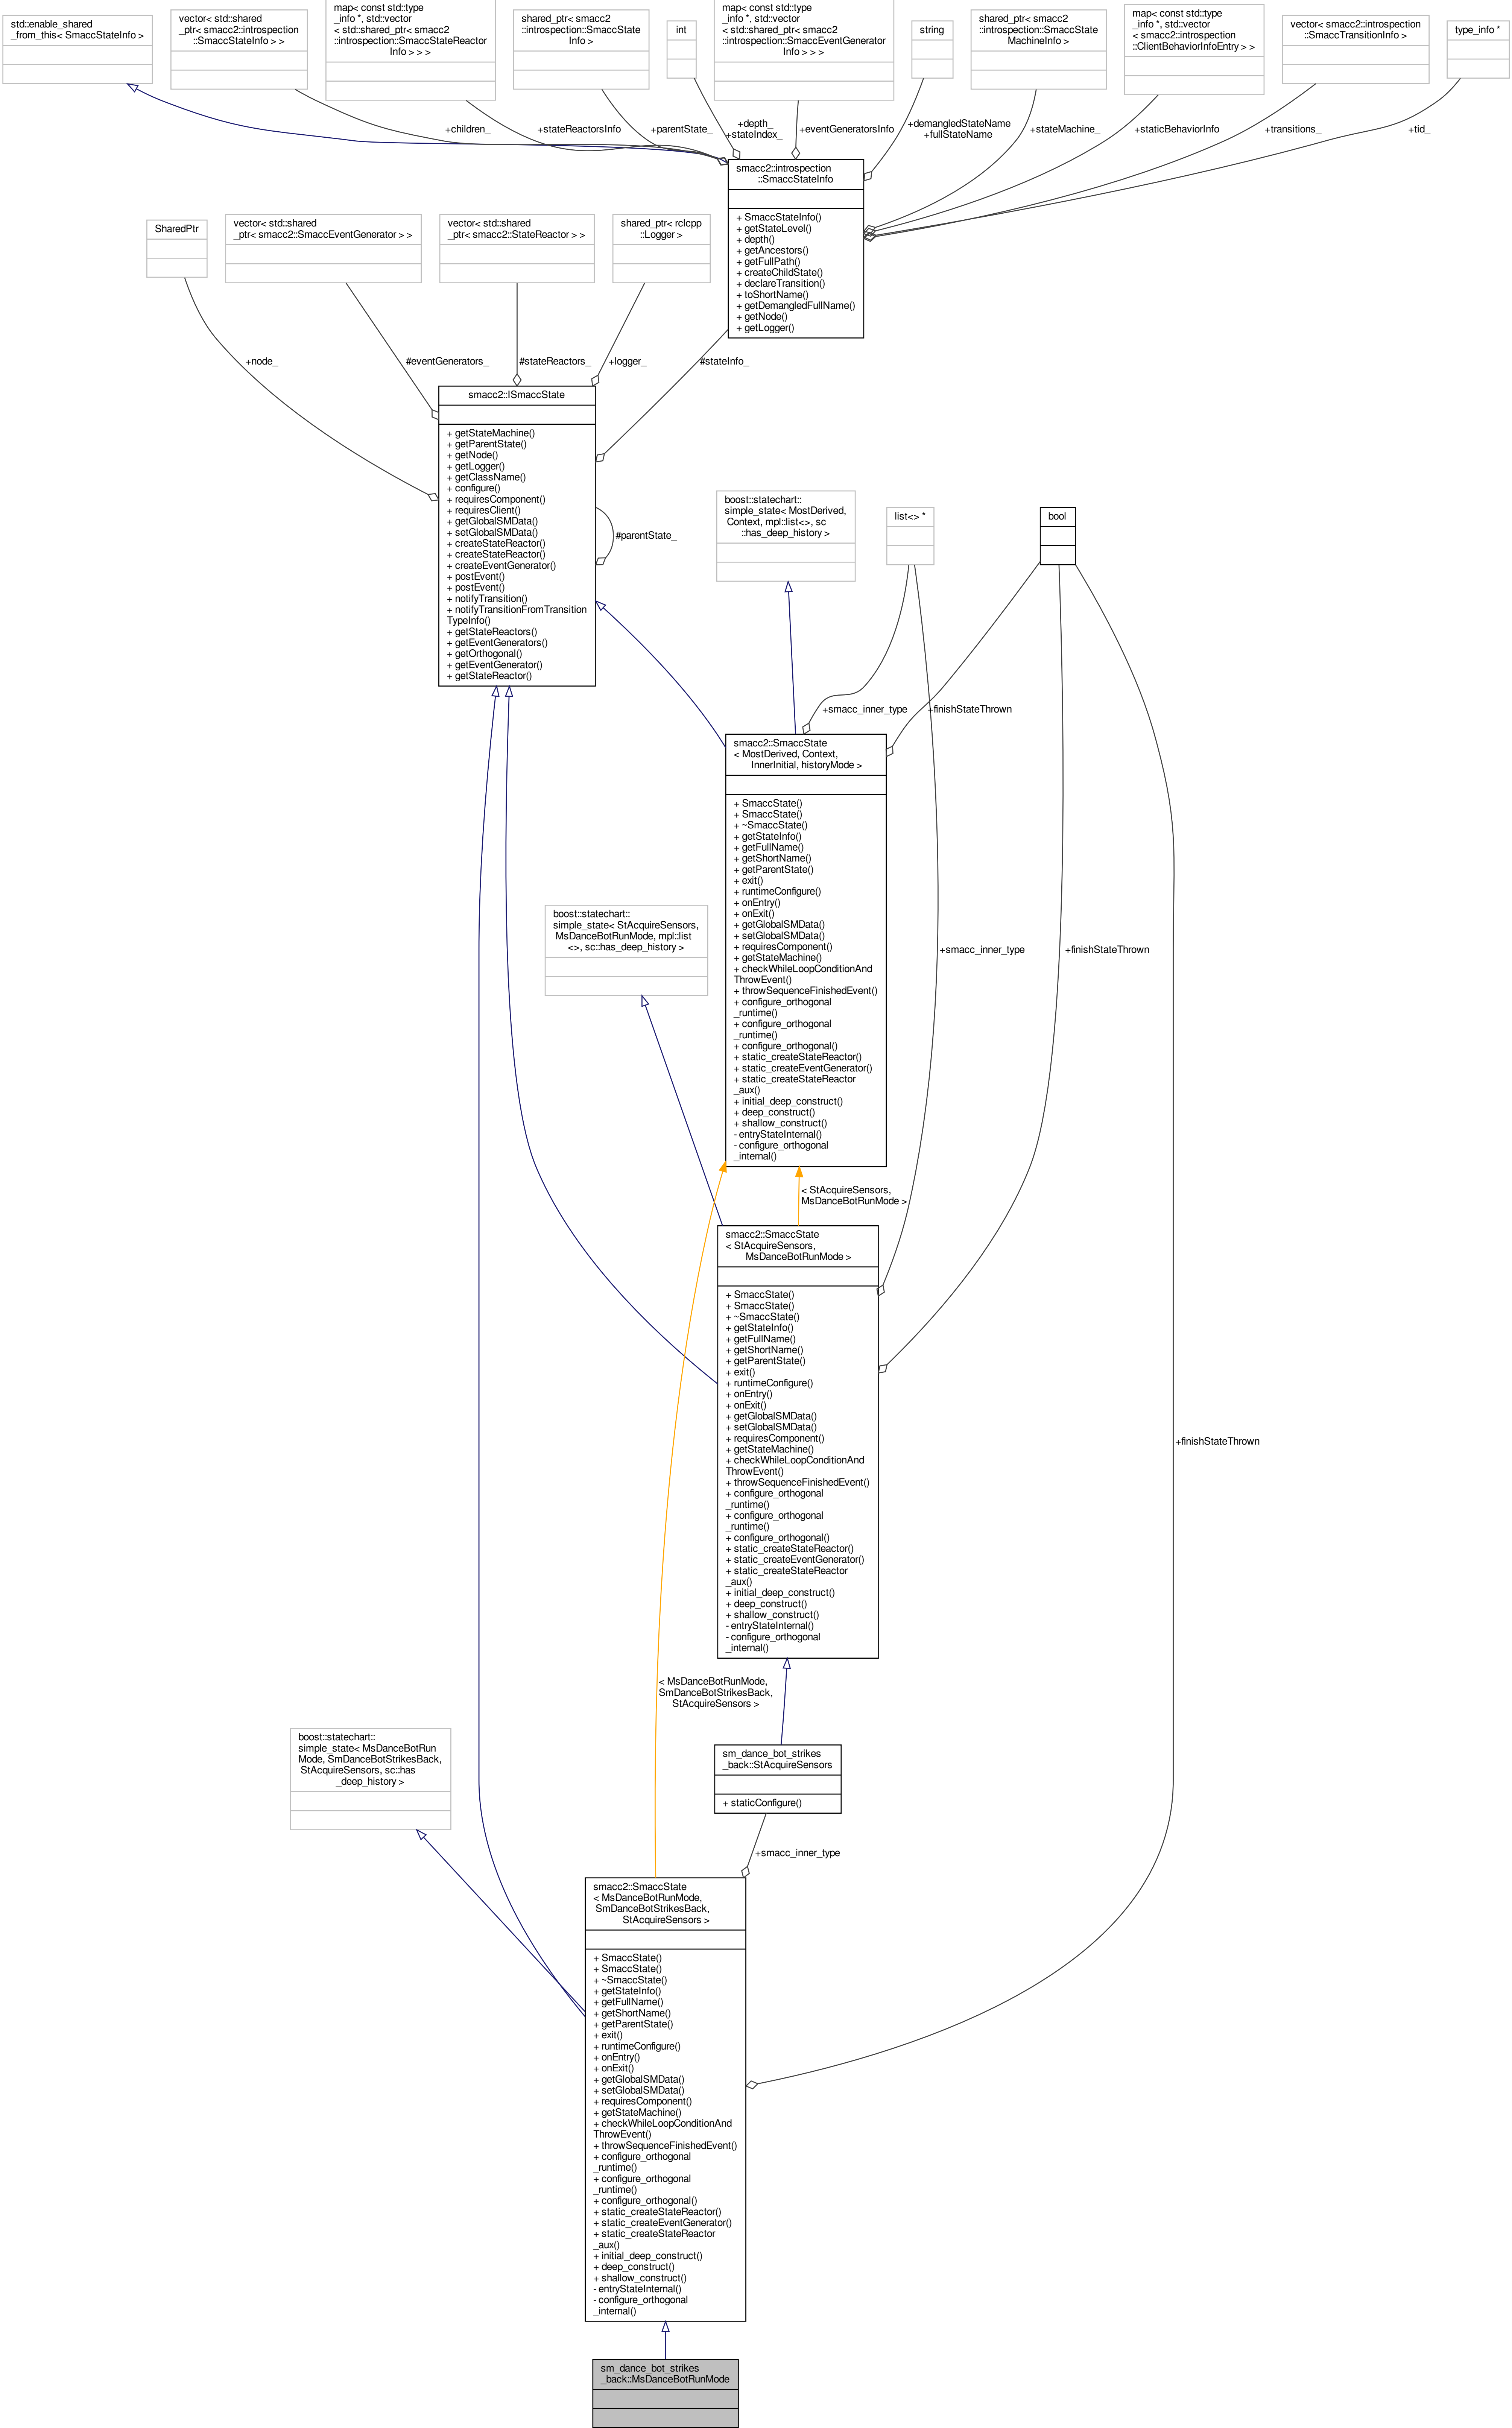 std::enable_shared
_from_this< SmaccStateInfo >
vector< std::shared
_ptr< smacc2::introspection
::SmaccStateInfo > >
map< const std::type
_info *, std::vector
< std::shared_ptr< smacc2
::introspection::SmaccStateReactor
Info > > >
shared_ptr< smacc2
::introspection::SmaccState
Info >
int
map< const std::type
_info *, std::vector
< std::shared_ptr< smacc2
::introspection::SmaccEventGenerator
Info > > >
string
shared_ptr< smacc2
::introspection::SmaccState
MachineInfo >
map< const std::type
_info *, std::vector
< smacc2::introspection
::ClientBehaviorInfoEntry > >
vector< smacc2::introspection
::SmaccTransitionInfo >
type_info *
+children_
+stateReactorsInfo
+parentState_
+depth_
+stateIndex_
+eventGeneratorsInfo
+demangledStateName
+fullStateName
+stateMachine_
+staticBehaviorInfo
+transitions_
+tid_
smacc2::introspection
::SmaccStateInfo
+ SmaccStateInfo()
+ getStateLevel()
+ depth()
+ getAncestors()
+ getFullPath()
+ createChildState()
+ declareTransition()
+ toShortName()
+ getDemangledFullName()
+ getNode()
+ getLogger()
SharedPtr
vector< std::shared
_ptr< smacc2::SmaccEventGenerator > >
vector< std::shared
_ptr< smacc2::StateReactor > >
shared_ptr< rclcpp
::Logger >
+node_
#eventGenerators_
#stateReactors_
+logger_
#stateInfo_
smacc2::ISmaccState
+ getStateMachine()
+ getParentState()
+ getNode()
+ getLogger()
+ getClassName()
+ configure()
+ requiresComponent()
+ requiresClient()
+ getGlobalSMData()
+ setGlobalSMData()
+ createStateReactor()
+ createStateReactor()
+ createEventGenerator()
+ postEvent()
+ postEvent()
+ notifyTransition()
+ notifyTransitionFromTransition
TypeInfo()
+ getStateReactors()
+ getEventGenerators()
+ getOrthogonal()
+ getEventGenerator()
+ getStateReactor()
#parentState_
boost::statechart::
simple_state< MostDerived,
Context, mpl::list<>, sc
::has_deep_history >
list<> *
bool
+smacc_inner_type
+finishStateThrown
smacc2::SmaccState
< MostDerived, Context,
InnerInitial, historyMode >
+ SmaccState()
+ SmaccState()
+ ~SmaccState()
+ getStateInfo()
+ getFullName()
+ getShortName()
+ getParentState()
+ exit()
+ runtimeConfigure()
+ onEntry()
+ onExit()
+ getGlobalSMData()
+ setGlobalSMData()
+ requiresComponent()
+ getStateMachine()
+ checkWhileLoopConditionAnd
ThrowEvent()
+ throwSequenceFinishedEvent()
+ configure_orthogonal
_runtime()
+ configure_orthogonal
_runtime()
+ configure_orthogonal()
+ static_createStateReactor()
+ static_createEventGenerator()
+ static_createStateReactor
_aux()
+ initial_deep_construct()
+ deep_construct()
+ shallow_construct()
- entryStateInternal()
- configure_orthogonal
_internal()
boost::statechart::
simple_state< StAcquireSensors,
MsDanceBotRunMode, mpl::list
<>, sc::has_deep_history >
+smacc_inner_type
+finishStateThrown
< StAcquireSensors,
MsDanceBotRunMode >
smacc2::SmaccState
< StAcquireSensors,
MsDanceBotRunMode >
+ SmaccState()
+ SmaccState()
+ ~SmaccState()
+ getStateInfo()
+ getFullName()
+ getShortName()
+ getParentState()
+ exit()
+ runtimeConfigure()
+ onEntry()
+ onExit()
+ getGlobalSMData()
+ setGlobalSMData()
+ requiresComponent()
+ getStateMachine()
+ checkWhileLoopConditionAnd
ThrowEvent()
+ throwSequenceFinishedEvent()
+ configure_orthogonal
_runtime()
+ configure_orthogonal
_runtime()
+ configure_orthogonal()
+ static_createStateReactor()
+ static_createEventGenerator()
+ static_createStateReactor
_aux()
+ initial_deep_construct()
+ deep_construct()
+ shallow_construct()
- entryStateInternal()
- configure_orthogonal
_internal()
+finishStateThrown
< MsDanceBotRunMode,
SmDanceBotStrikesBack,
StAcquireSensors >
boost::statechart::
simple_state< MsDanceBotRun
Mode, SmDanceBotStrikesBack,
StAcquireSensors, sc::has
_deep_history >
sm_dance_bot_strikes
_back::StAcquireSensors
+ staticConfigure()
+smacc_inner_type
smacc2::SmaccState
< MsDanceBotRunMode,
SmDanceBotStrikesBack,
StAcquireSensors >
+ SmaccState()
+ SmaccState()
+ ~SmaccState()
+ getStateInfo()
+ getFullName()
+ getShortName()
+ getParentState()
+ exit()
+ runtimeConfigure()
+ onEntry()
+ onExit()
+ getGlobalSMData()
+ setGlobalSMData()
+ requiresComponent()
+ getStateMachine()
+ checkWhileLoopConditionAnd
ThrowEvent()
+ throwSequenceFinishedEvent()
+ configure_orthogonal
_runtime()
+ configure_orthogonal
_runtime()
+ configure_orthogonal()
+ static_createStateReactor()
+ static_createEventGenerator()
+ static_createStateReactor
_aux()
+ initial_deep_construct()
+ deep_construct()
+ shallow_construct()
- entryStateInternal()
- configure_orthogonal
_internal()
sm_dance_bot_strikes
_back::MsDanceBotRunMode